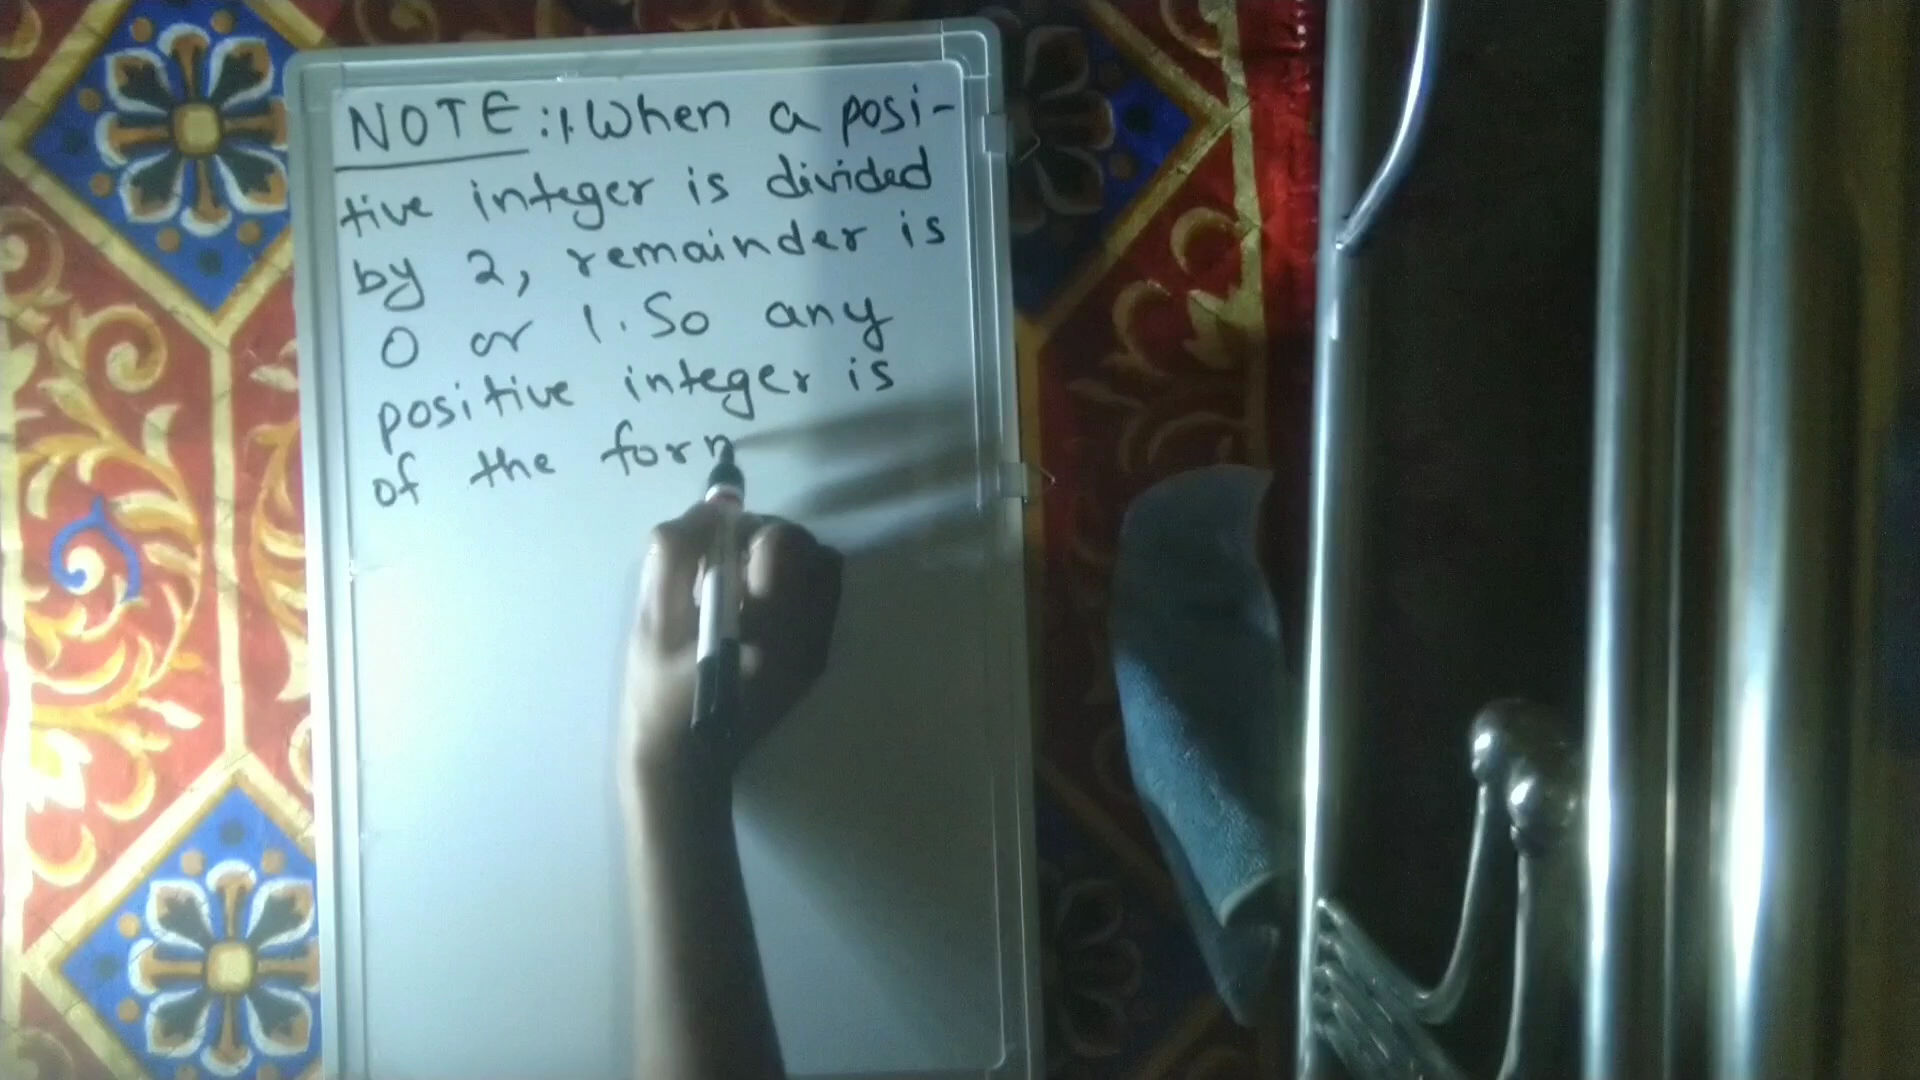 NOTE :1. When a posi-
tive integer is divided
by 2, remainder is
0 or 1. So any
positive integer is
of the for